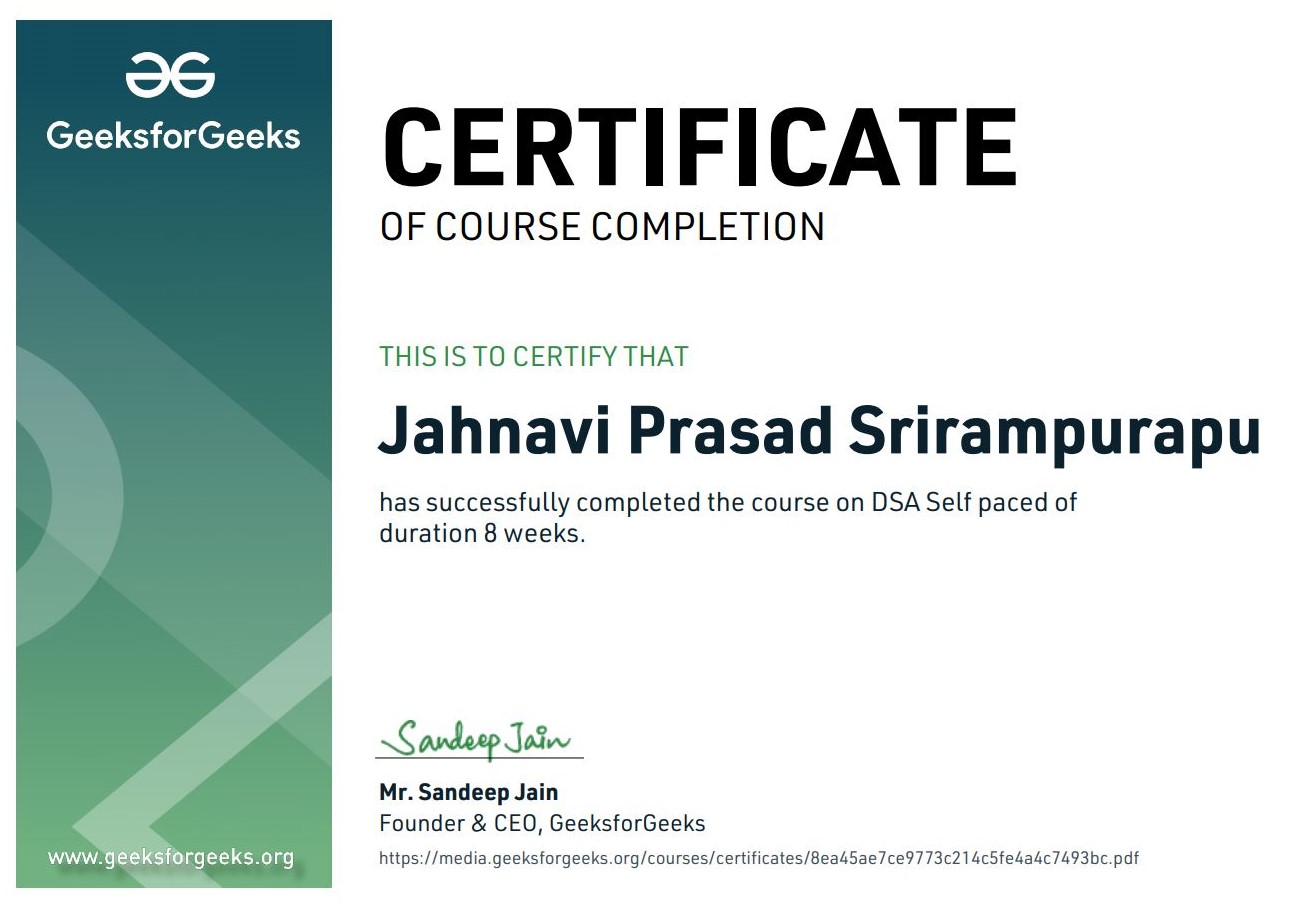 GeeksforGeeks
CERTIFICATE
OF COURSE COMPLETION
THIS IS TO CERTIFY THAT
Jahnavi Prasad Srirampurapu
has successfully completed the course on DSA Self paced of
duration 8 weeks.
Sandeep Jain
Mr. Sandeep Jain
Founder & CEO, GeeksforGeeks
https://media.geeksforgeeks.org/courses/certificates/8ea45ae7ce9773c214c5fe4a4c7493bc.pdf
www.geeksforgeeks.org